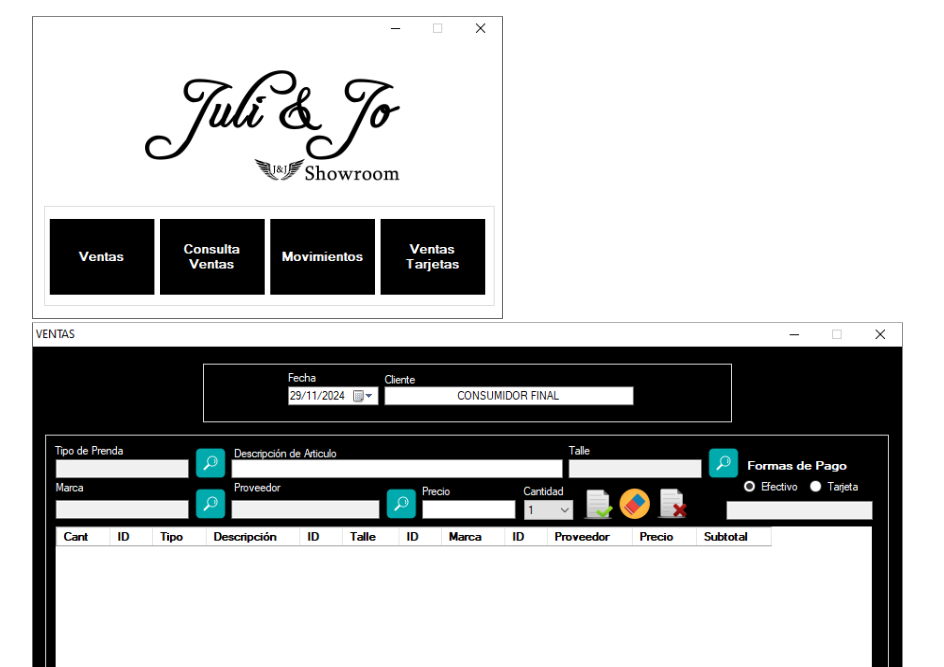 Juli & Jo
J&J Showroom
Ventas
Consulta
Ventas
Movimientos
Ventas
Tarjetas
VENTAS
Fecha
Cliente
29/11/2024
CONSUMIDOR FINAL
Tipo de Prenda
Descripción de Articulo
Talle
Formas de Pago
Marca
Proveedor
Precio
Cantidad
Efectivo
Tarjeta
1
Cant ID Tipo Descripción ID Talle ID Marca ID Proveedor Precio Subtotal